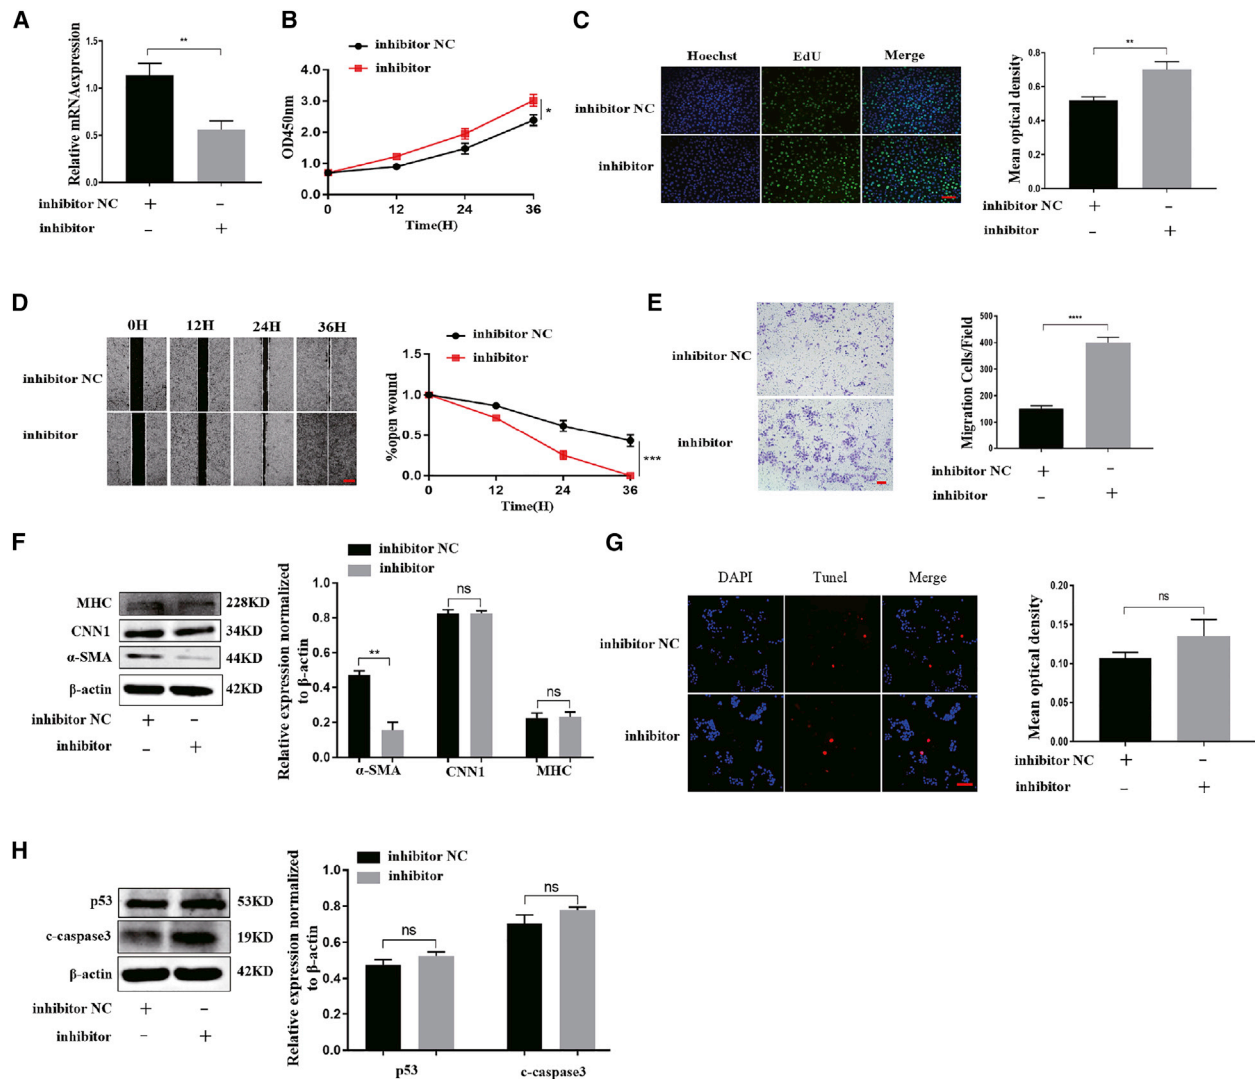 A
Relative mRNAexpression
1.5
1.0
0.5
0.0
**
inhibitor NC + −
inhibitor − +
B
inhibitor NC
inhibitor
OD450nm
4.0
3.0
2.0
1.0
0.0
*
0 12 24 36
Time(H)
C
Hoechst EdU Merge
inhibitor NC
inhibitor
Mean optical density
0.8
0.6
0.4
0.2
0.0
**
inhibitor NC + −
inhibitor − +
D
0H 12H 24H 36H
inhibitor NC
inhibitor
inhibitor NC
inhibitor
%open wound
1.5
1.0
0.5
0.0
***
0 12 24 36
Time(H)
E
inhibitor NC
inhibitor
Migration Cells/Field
500
400
300
200
100
0
****
inhibitor NC + −
inhibitor − +
F
MHC 228KD
CNN1 34KD
α-SMA 44KD
β-actin 42KD
inhibitor NC + −
inhibitor − +
inhibitor NC
inhibitor
Relative expression normalized
to β-actin
1.0
0.8
0.6
0.4
0.2
0.0
** ns ns
α-SMA CNN1 MHC
G
DAPI Tunel Merge
inhibitor NC
inhibitor
Mean optical density
0.20
0.15
0.10
0.05
0.00
ns
inhibitor NC + −
inhibitor − +
H
p53 53KD
c-caspase3 19KD
β-actin 42KD
inhibitor NC + −
inhibitor − +
inhibitor NC
inhibitor
Relative expression normalized
to β-actin
1.0
0.8
0.6
0.4
0.2
0.0
ns ns
p53 c-caspase3